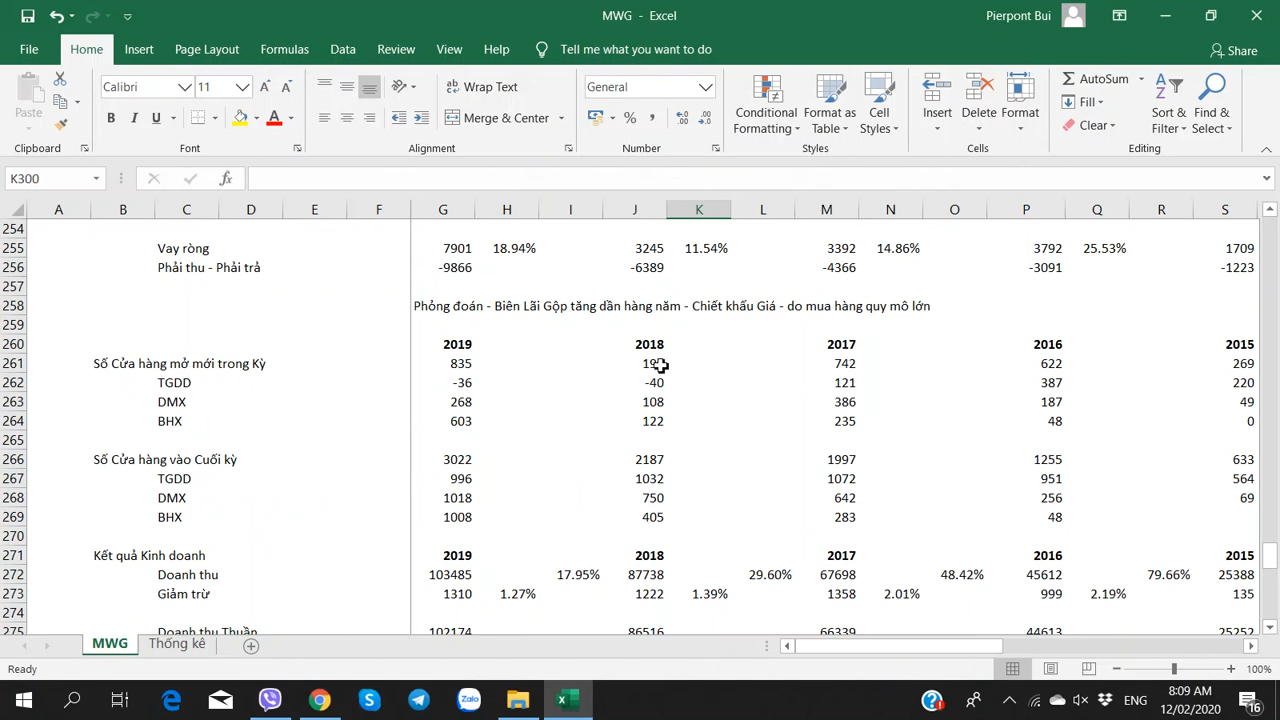 MWG - Excel
Pierpont Bui
File Home Insert Page Layout Formulas Data Review View Help Tell me what you want to do Share
Paste
Clipboard
Calibri 11
B I U
Font
Wrap Text
Merge & Center
Alignment
General
Number
Conditional Formatting
Format as Table
Cell Styles
Styles
Insert Delete Format
Cells
AutoSum
Fill
Clear
Sort & Filter
Find & Select
Editing
K300 fx
A B C D E F G H I J K L M N O P Q R S
254
255 Vay ròng 7901 18.94% 3245 11.54% 3392 14.86% 3792 25.53% 1709
256 Phải thu - Phải trả -9866 -6389 -4366 -3091 -1223
257
258 Phỏng đoán - Biên Lãi Gộp tăng dần hàng năm - Chiết khấu Giá - do mua hàng quy mô lớn
259
260 2019 2018 2017 2016 2015
261 Số Cửa hàng mở mới trong Kỳ 835 742 622 269
262 TGDD -36 -40 121 387 220
263 DMX 268 108 386 187 49
264 BHX 603 122 235 48 0
265
266 Số Cửa hàng vào Cuối kỳ 3022 2187 1997 1255 633
267 TGDD 996 1032 1072 951 564
268 DMX 1018 750 642 256 69
269 BHX 1008 405 283 48
270
271 Kết quả Kinh doanh 2019 2018 2017 2016 2015
272 Doanh thu 103485 17.95% 87738 29.60% 67698 48.42% 45612 79.66% 25388
273 Giảm trừ 1310 1.27% 1222 1.39% 1358 2.01% 999 2.19% 135
274
275 Doanh thu Thuần 102174 86516 66339 44613 25252
MWG Thống kê
Ready 100%
Zalo ENG 8:09 AM
12/02/2020 16